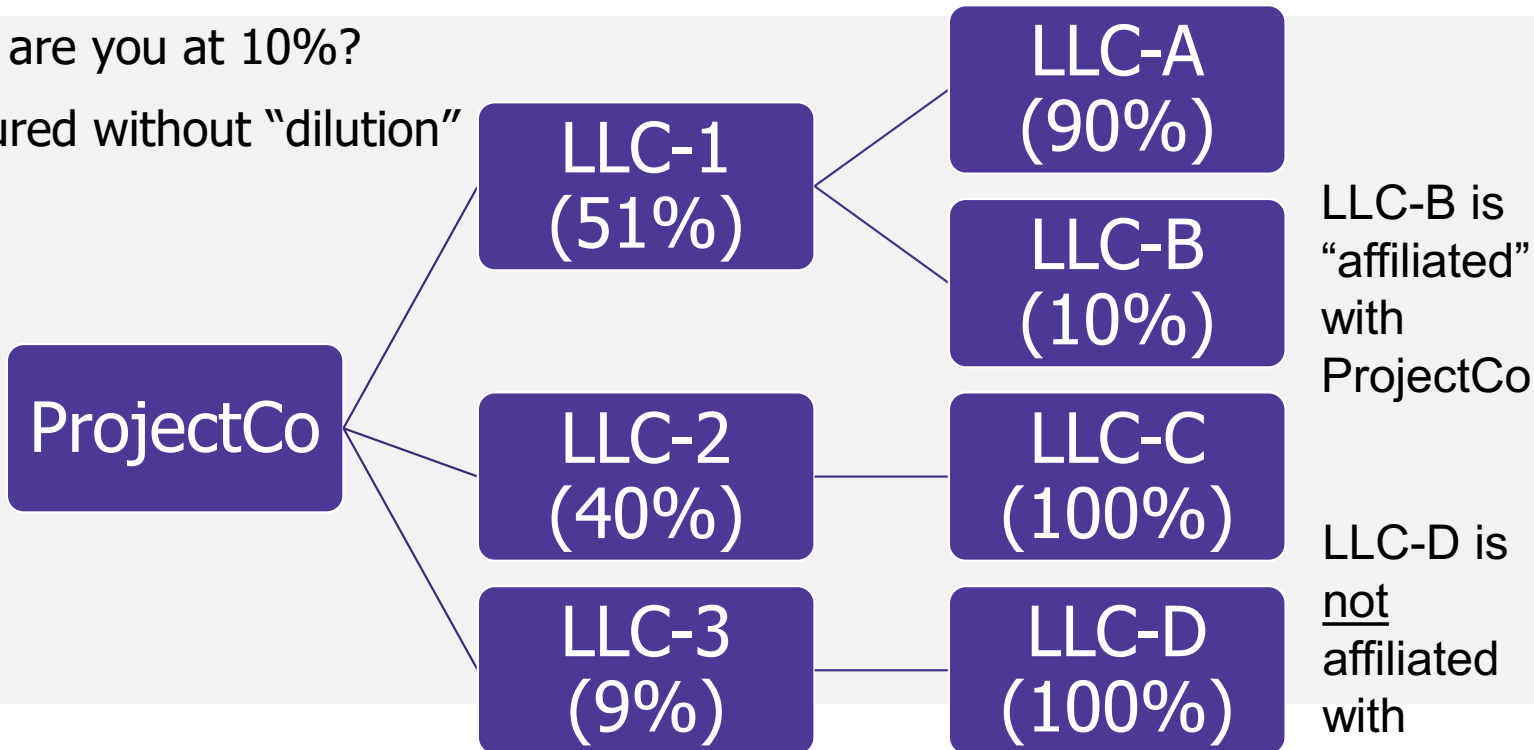 are you at 10%?
ured without “dilution”
LLC-1
(51%)
LLC-A
(90%)
LLC-B
(10%)
LLC-B is
“affiliated”
with
ProjectCo
ProjectCo
LLC-2
(40%)
LLC-C
(100%)
LLC-3
(9%)
LLC-D
(100%)
LLC-D is
not
affiliated
with